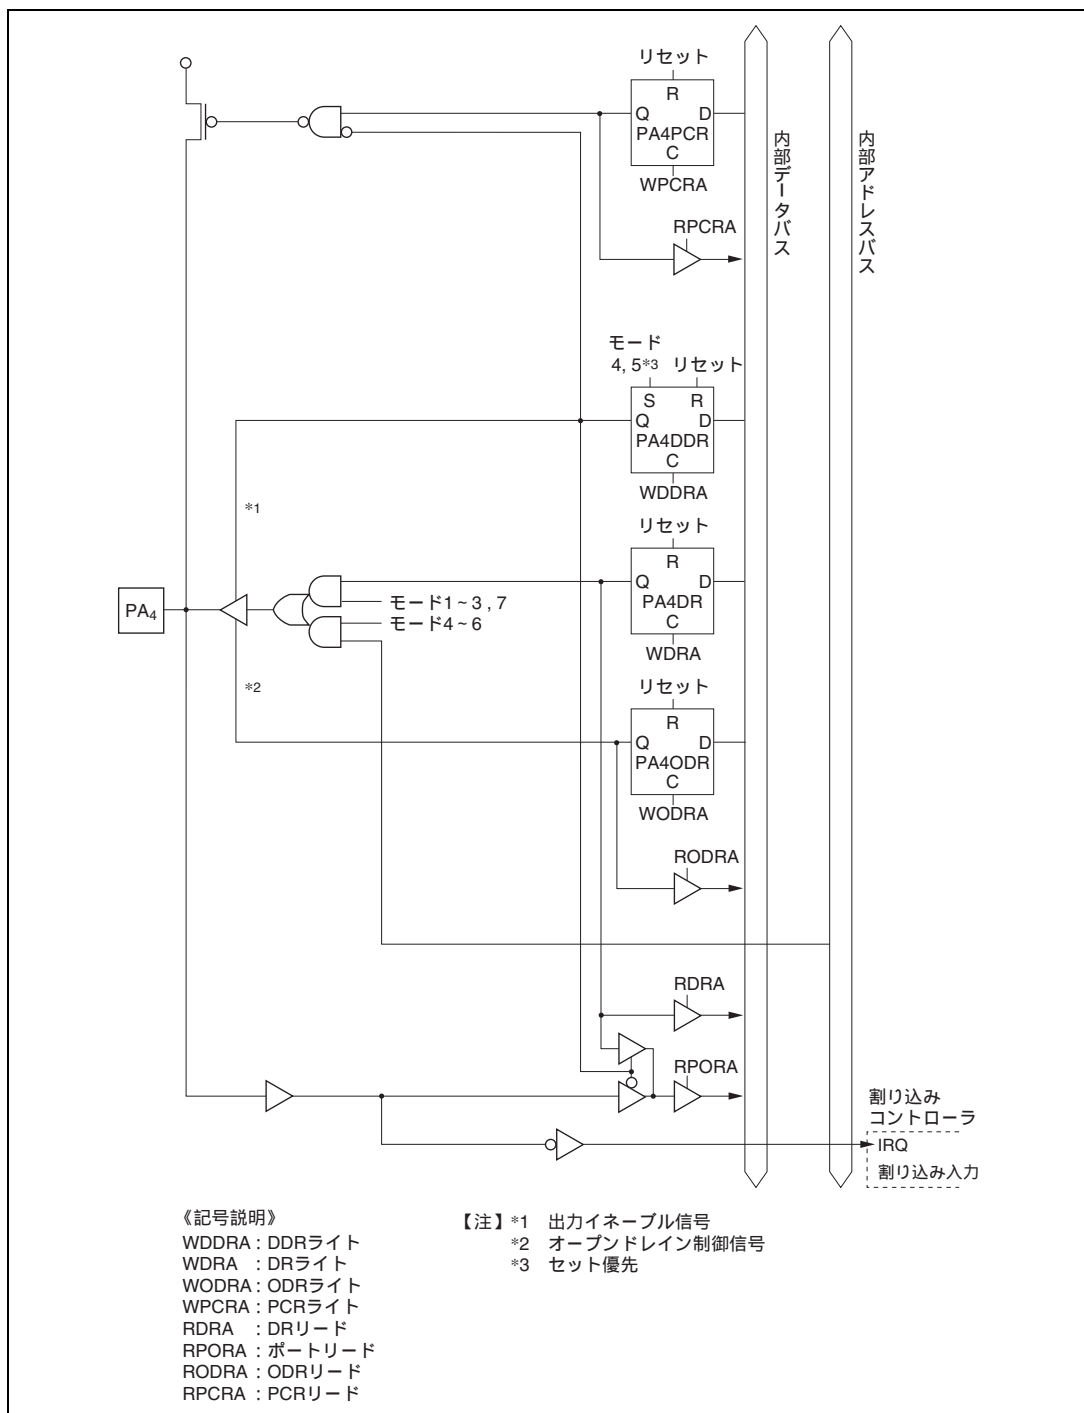 リセット
R
Q D
PA4PCR
C
WPCRA
RPCRA
内部データバス
内部アドレスバス
モード
4, 5*3 リセット
S R
Q D
PA4DDR
C
WDDRA
*1
リセット
R
Q D
PA4DR
C
WDRA
モード1～3 , 7
モード4～6
PA4
*2
リセット
R
Q D
PA4ODR
C
WODRA
RODRA
RDRA
RPORA
割り込み
コントローラ
IRQ
割り込み入力
《記号説明》
WDDRA : DDRライト
WDRA : DRライト
WODRA : ODRライト
WPCRA : PCRライト
RDRA : DRリード
RPORA : ポートリード
RODRA : ODRリード
RPCRA : PCRリード
【注】 *1 出力イネーブル信号
*2 オープンドレイン制御信号
*3 セット優先